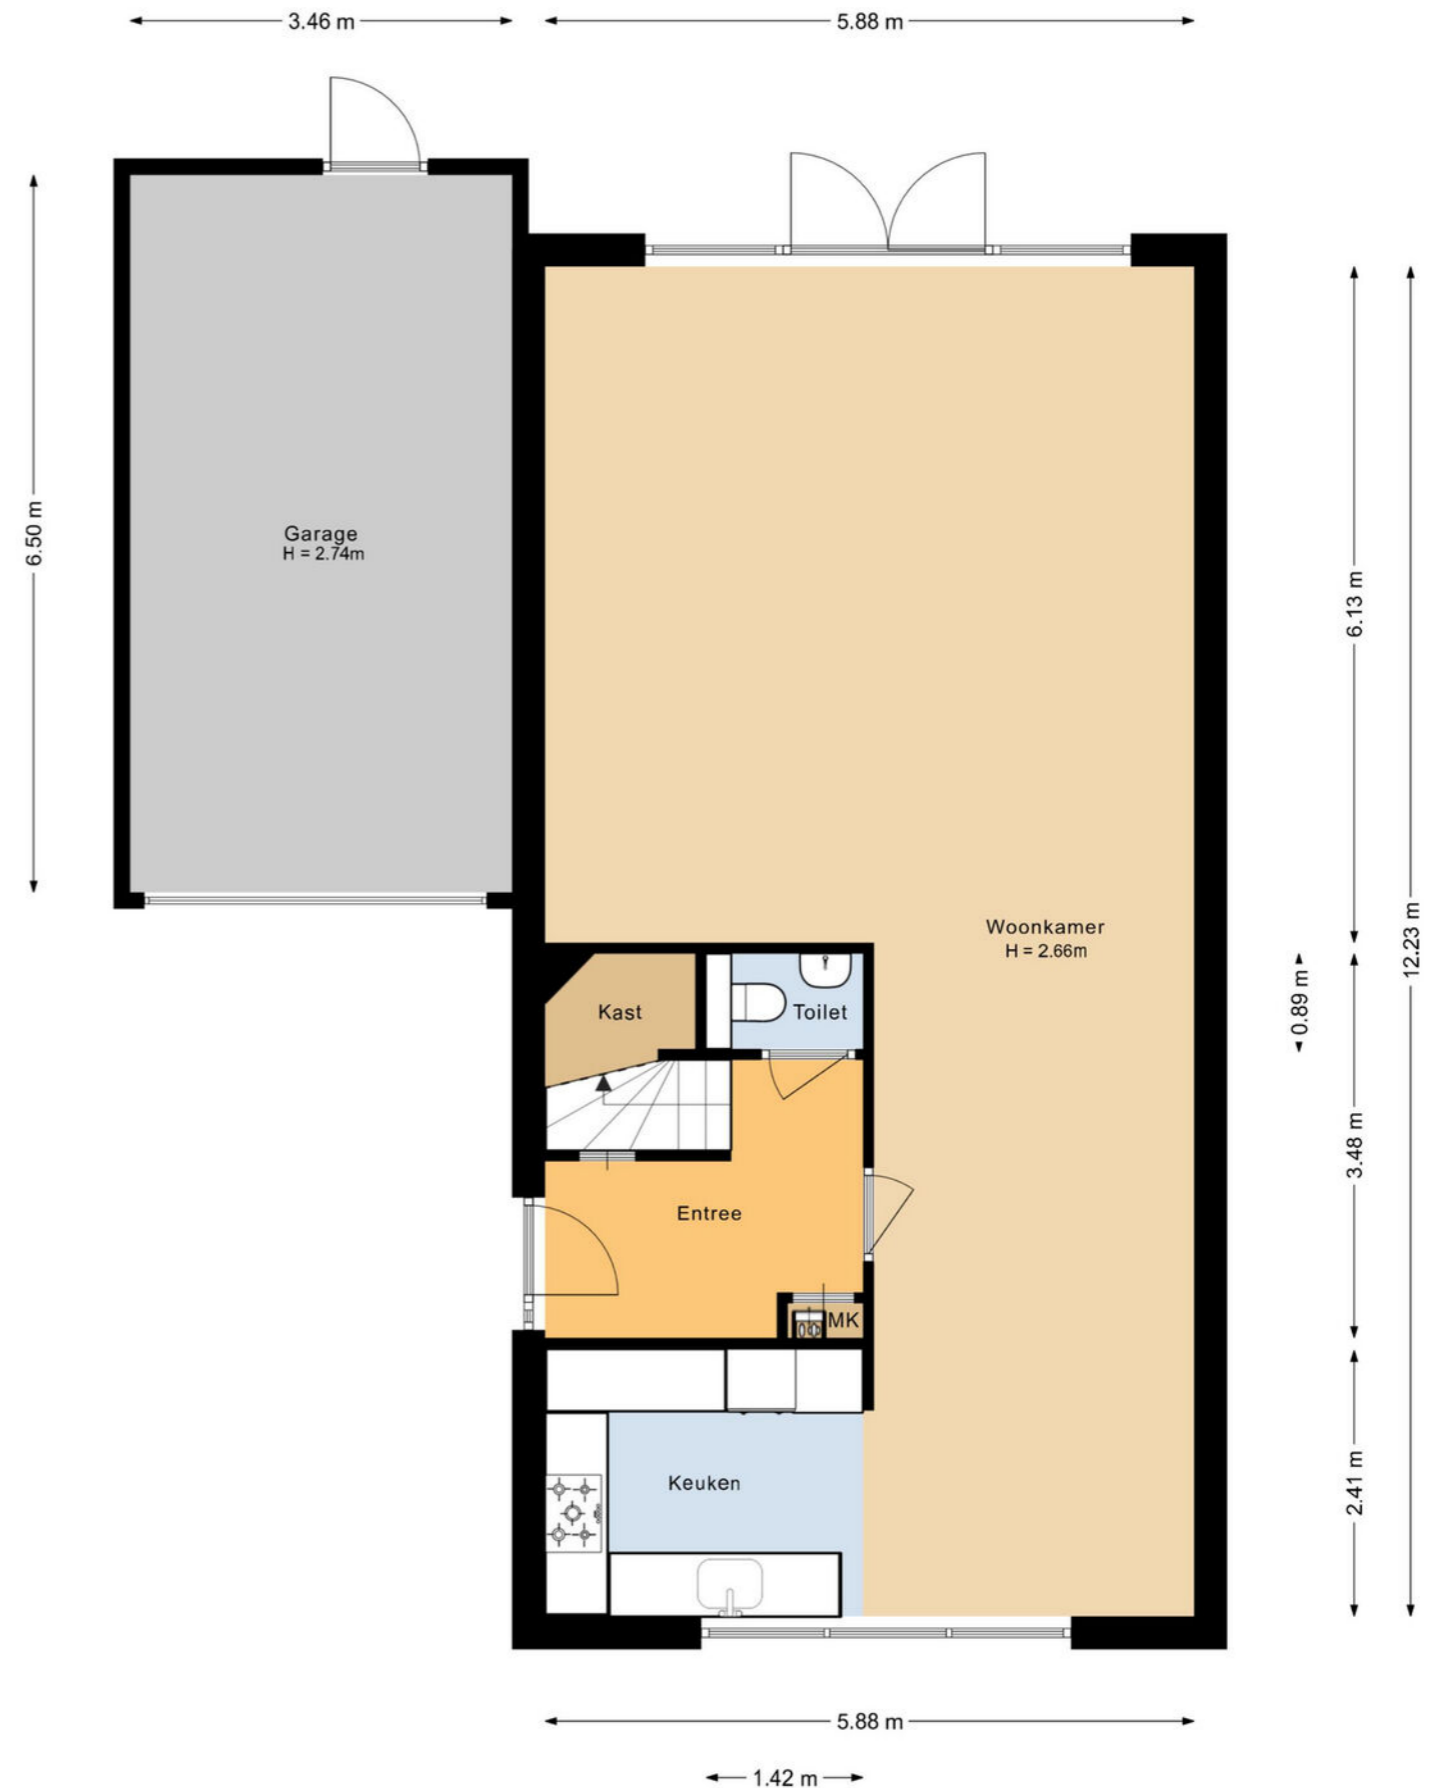 3.46 m
5.88 m
6.50 m
Garage
H = 2.74m
6.13 m
Woonkamer
H = 2.66m
12.23 m
0.89 m
Kast
Toilet
3.48 m
Entree
MK
Keuken
2.41 m
5.88 m
1.42 m